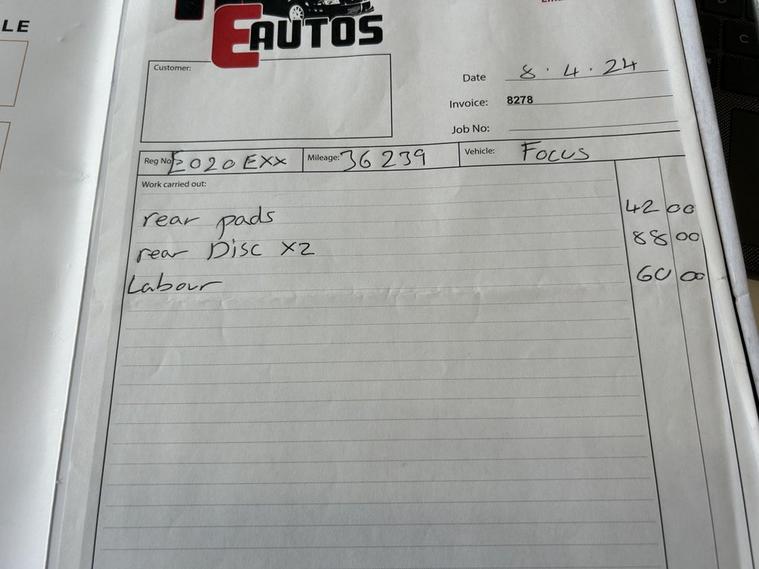 LE
EAUTOS
Customer:
Date 8.4.24
Invoice: 8278
Job No:
Reg No: EO20 EXX Mileage: 36 239 Vehicle: Focus
Work carried out:
rear pads 42 00
rear Disc x2 88 00
Labour 60 00